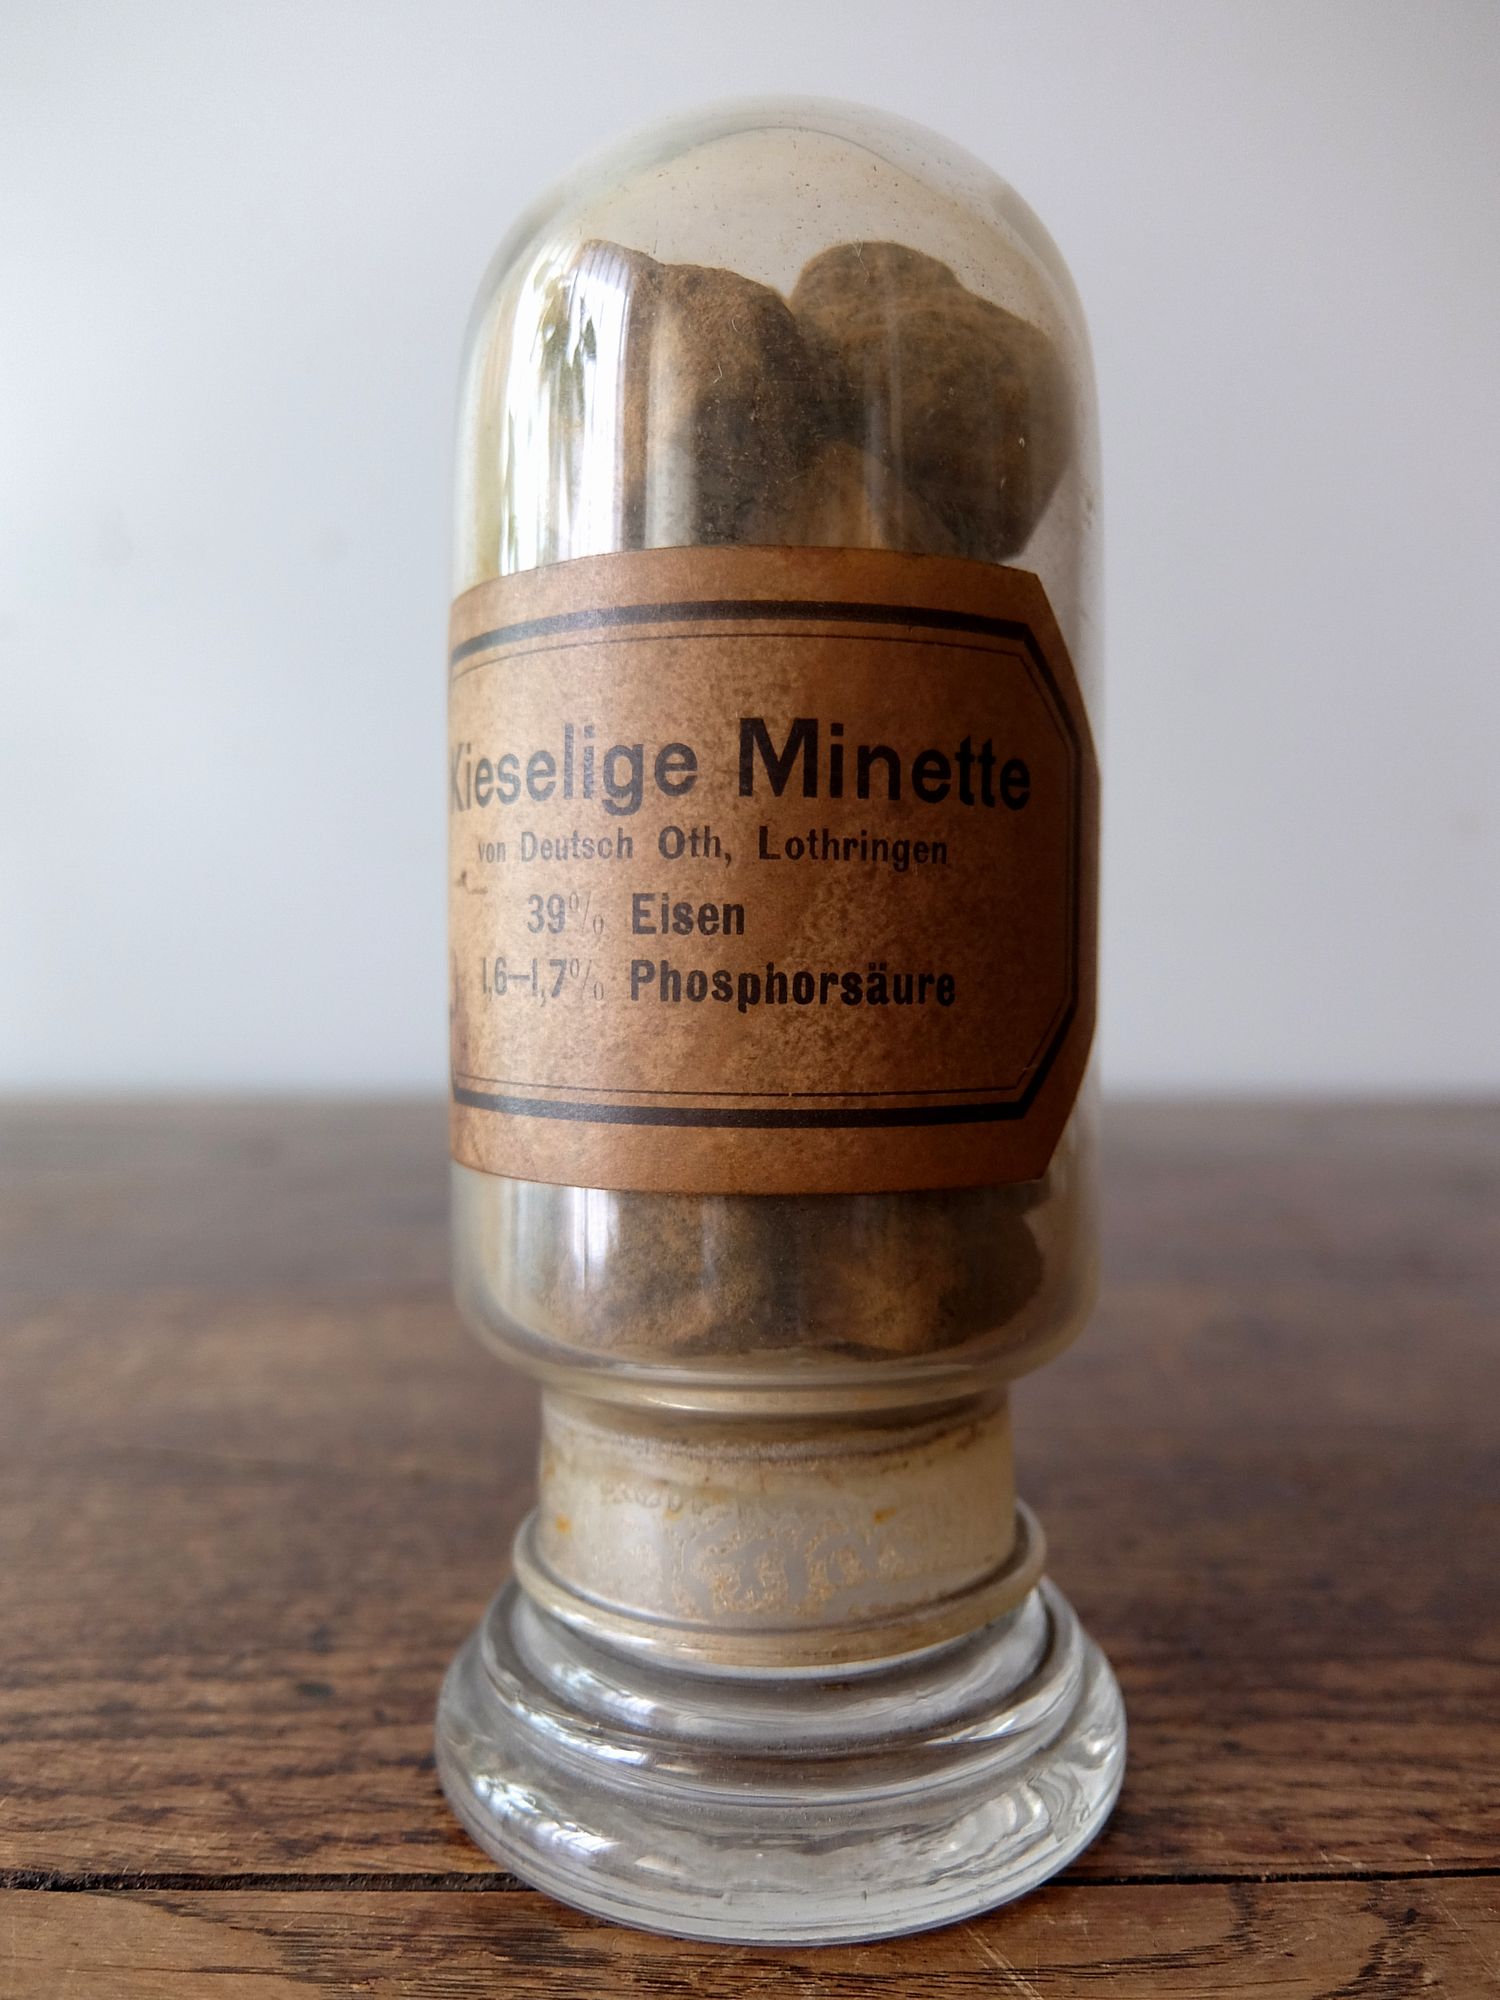 Kieselige Minette
von Deutsch Oth, Lothringen
39% Eisen
1,6–1,7% Phosphorsäure